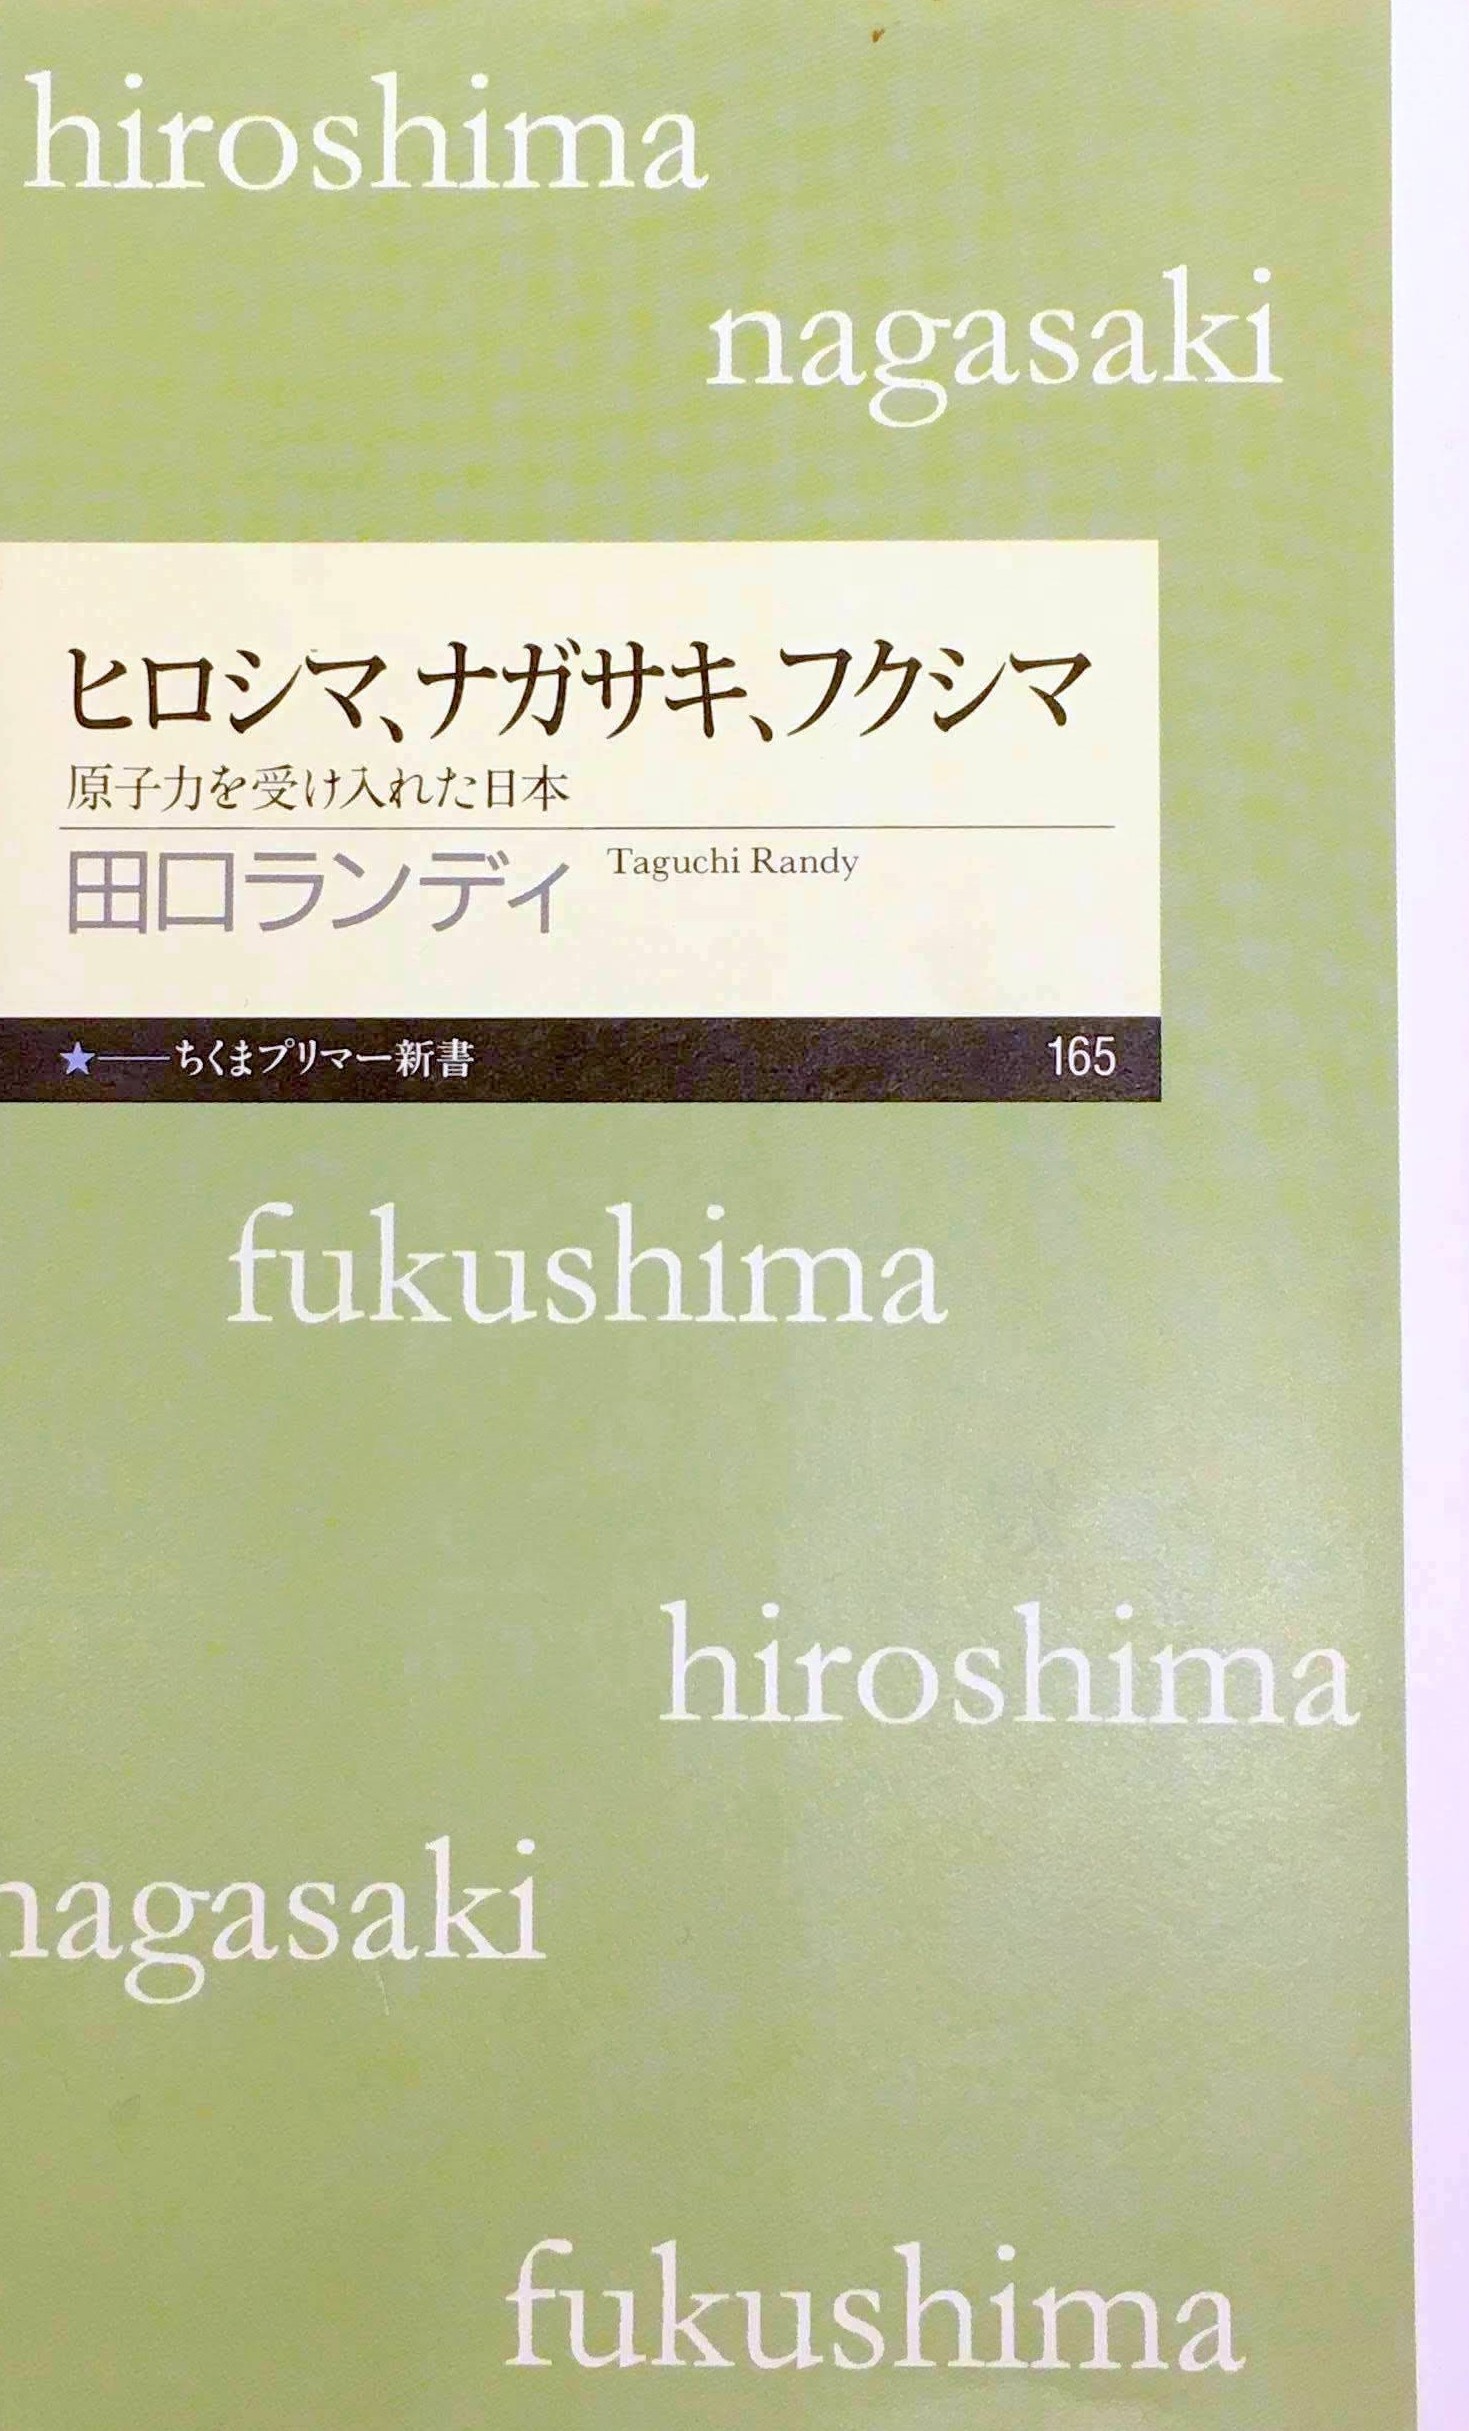 hiroshima
nagasaki
ヒロシマ、ナガサキ、フクシマ
原子力を受け入れた日本
田口ランディ Taguchi Randy
★──ちくまプリマー新書 165
fukushima
hiroshima
nagasaki
fukushima